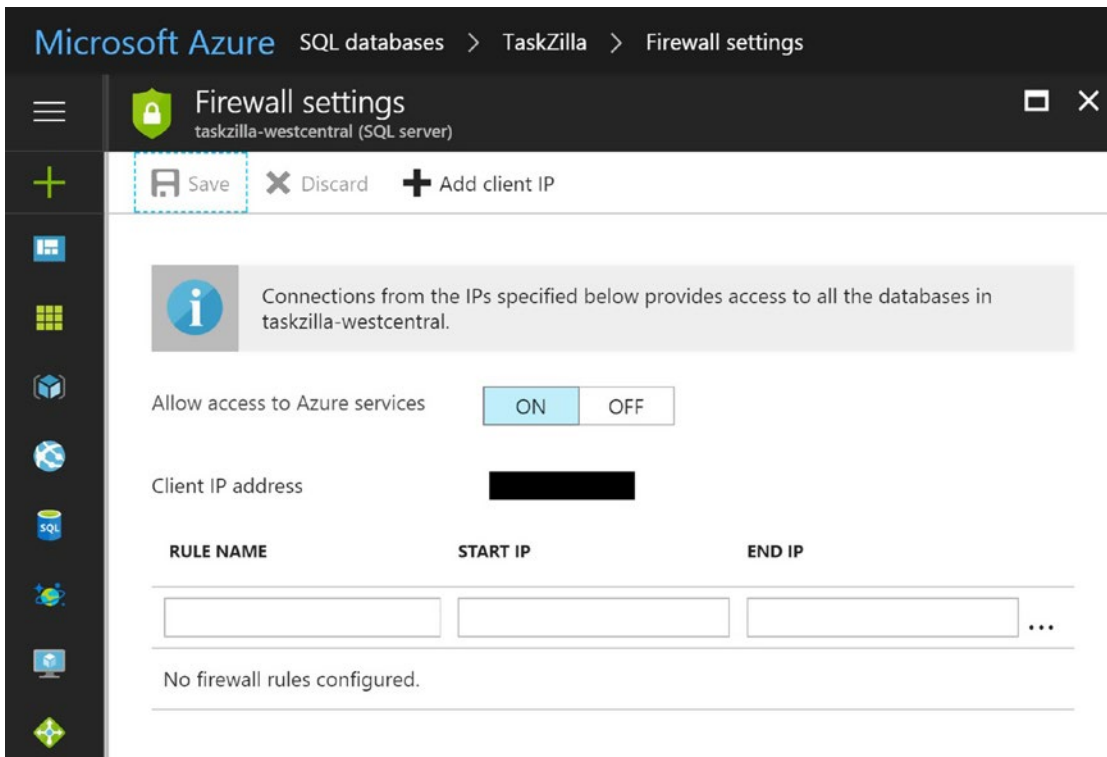 Microsoft Azure SQL databases > TaskZilla > Firewall settings
Firewall settings
taskzilla-westcentral (SQL server)
Save Discard Add client IP
Connections from the IPs specified below provides access to all the databases in
taskzilla-westcentral.
Allow access to Azure services ON OFF
Client IP address
RULE NAME START IP END IP
...
SQL
No firewall rules configured.